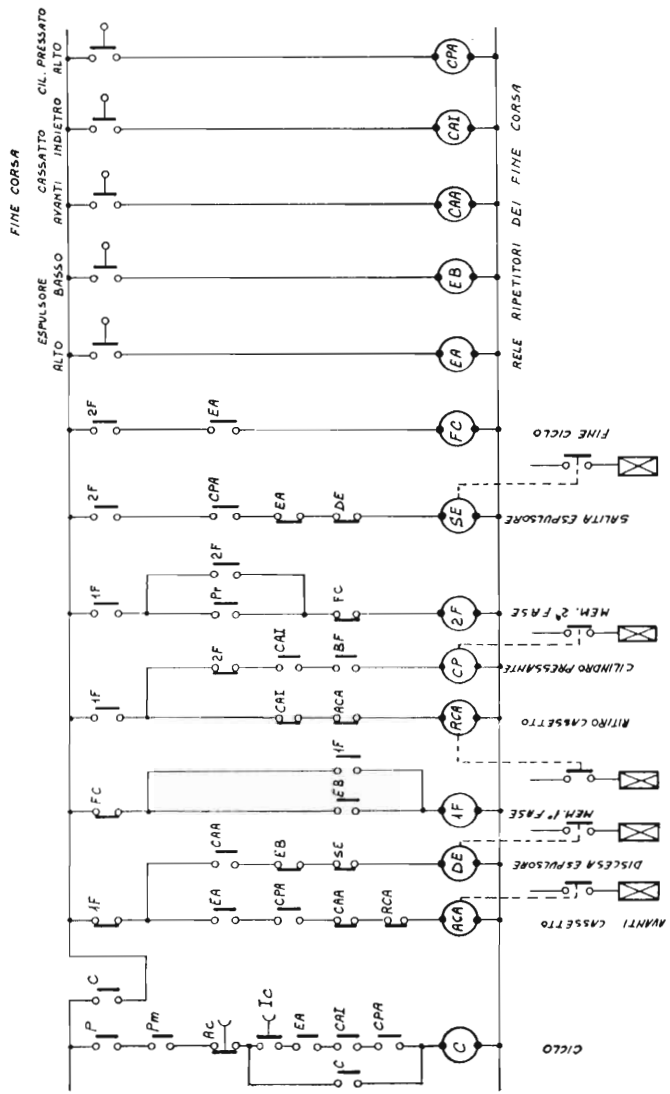 FINE CORSA
CIL. PRESSATO
ALTO
CPA
CASSATTO
INDIETRO
CAI
AVANTI
CAA
ESPULSORE
BASSO
EB
ALTO
EA
RELE RIPETITORI DEI FINE CORSA
2F
EA
FC
FINE CICLO
2F
CPA
EA
DE
SE
SALITA ESPULSORE
1F
2F
Pr
FC
2F
MEM. 2ª FASE
2F
CAI
BF
CP
CILINDRO PRESSANTE
1F
CAI
ACA
RCA
RITIRO CASSETTO
FC
1F
EB
1F
MEM. 1ª FASE
CAA
EB
SE
DE
DISCESA ESPULSORE
1F
EA
CPA
CAA
RCA
ACA
AVANTI CASSETTO
C
P
Pm
Ac
Ic
EA
CAI
CPA
C
C
CICLO